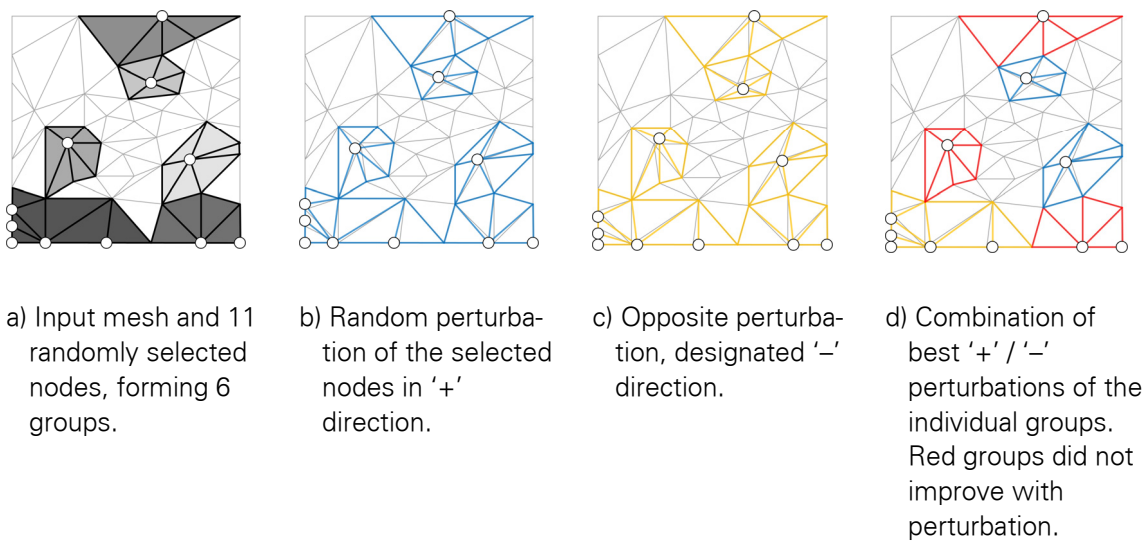 a) Input mesh and 11
randomly selected
nodes, forming 6
groups.
b) Random perturba-
tion of the selected
nodes in ‘+’
direction.
c) Opposite perturba-
tion, designated ‘–’
direction.
d) Combination of
best ‘+’ / ‘–’
perturbations of the
individual groups.
Red groups did not
improve with
perturbation.